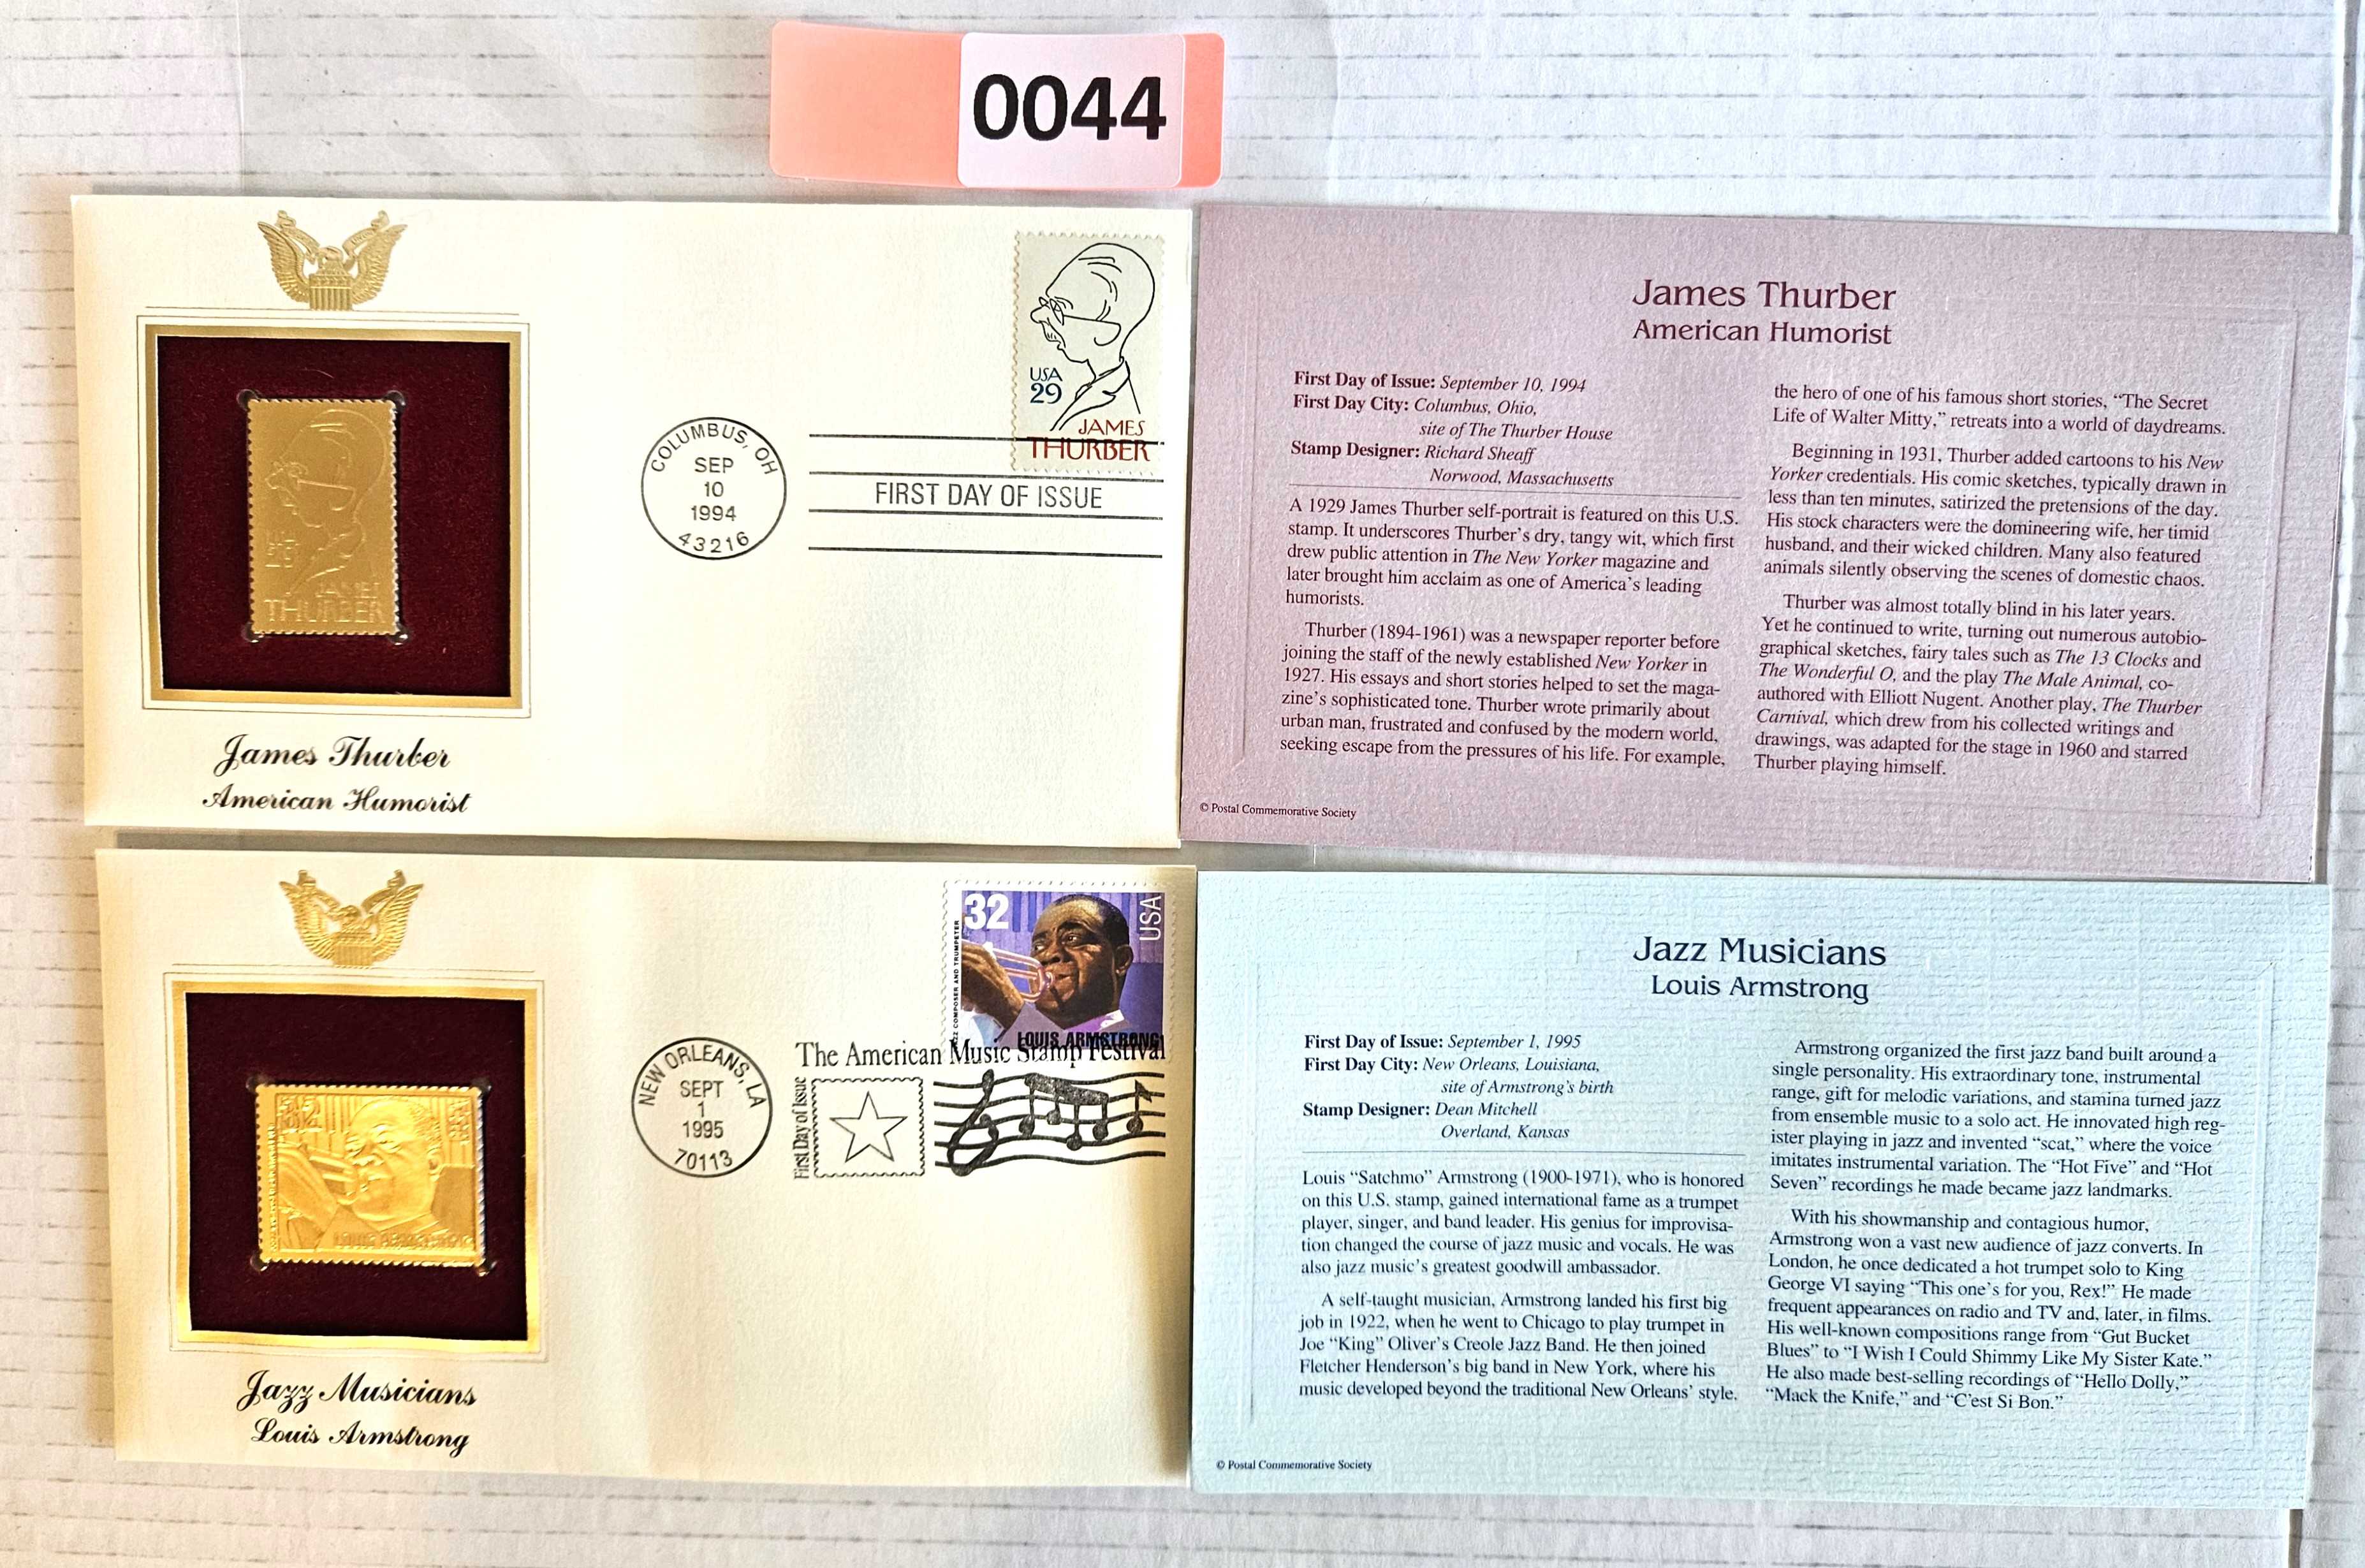 0044
USA
29
JAMES
THURBER
COLUMBUS, OH
SEP
10
1994
43216
FIRST DAY OF ISSUE
JAMES
THURBER
James Thurber
American Humorist
James Thurber
American Humorist
First Day of Issue: September 10, 1994
First Day City: Columbus, Ohio,
site of The Thurber House
Stamp Designer: Richard Sheaff
Norwood, Massachusetts
A 1929 James Thurber self-portrait is featured on this U.S.
stamp. It underscores Thurber's dry, tangy wit, which first
drew public attention in The New Yorker magazine and
later brought him acclaim as one of America's leading
humorists.
Thurber (1894-1961) was a newspaper reporter before
joining the staff of the newly established New Yorker in
1927. His essays and short stories helped to set the maga-
zine's sophisticated tone. Thurber wrote primarily about
urban man, frustrated and confused by the modern world,
seeking escape from the pressures of his life. For example,
the hero of one of his famous short stories, “The Secret
Life of Walter Mitty,” retreats into a world of daydreams.
Beginning in 1931, Thurber added cartoons to his New
Yorker credentials. His comic sketches, typically drawn in
less than ten minutes, satirized the pretensions of the day.
His stock characters were the domineering wife, her timid
husband, and their wicked children. Many also featured
animals silently observing the scenes of domestic chaos.
Thurber was almost totally blind in his later years.
Yet he continued to write, turning out numerous autobio-
graphical sketches, fairy tales such as The 13 Clocks and
The Wonderful O, and the play The Male Animal, co-
authored with Elliott Nugent. Another play, The Thurber
Carnival, which drew from his collected writings and
drawings, was adapted for the stage in 1960 and starred
Thurber playing himself.
© Postal Commemorative Society
32
USA
COMPOSER AND TRUMPETER
LOUIS ARMSTRONG
NEW ORLEANS, LA
SEPT
1
1995
70113
The American Music Stamp Festival
First Day of Issue
LOUIS ARMSTRONG
Jazz Musicians
Louis Armstrong
Jazz Musicians
Louis Armstrong
First Day of Issue: September 1, 1995
First Day City: New Orleans, Louisiana,
site of Armstrong's birth
Stamp Designer: Dean Mitchell
Overland, Kansas
Louis “Satchmo” Armstrong (1900-1971), who is honored
on this U.S. stamp, gained international fame as a trumpet
player, singer, and band leader. His genius for improvisa-
tion changed the course of jazz music and vocals. He was
also jazz music's greatest goodwill ambassador.
A self-taught musician, Armstrong landed his first big
job in 1922, when he went to Chicago to play trumpet in
Joe “King” Oliver's Creole Jazz Band. He then joined
Fletcher Henderson's big band in New York, where his
music developed beyond the traditional New Orleans' style.
Armstrong organized the first jazz band built around a
single personality. His extraordinary tone, instrumental
range, gift for melodic variations, and stamina turned jazz
from ensemble music to a solo act. He innovated high reg-
ister playing in jazz and invented “scat,” where the voice
imitates instrumental variation. The “Hot Five” and “Hot
Seven” recordings he made became jazz landmarks.
With his showmanship and contagious humor,
Armstrong won a vast new audience of jazz converts. In
London, he once dedicated a hot trumpet solo to King
George VI saying “This one's for you, Rex!” He made
frequent appearances on radio and TV and, later, in films.
His well-known compositions range from “Gut Bucket
Blues” to “I Wish I Could Shimmy Like My Sister Kate.”
He also made best-selling recordings of “Hello Dolly,”
“Mack the Knife,” and “C'est Si Bon.”
© Postal Commemorative Society